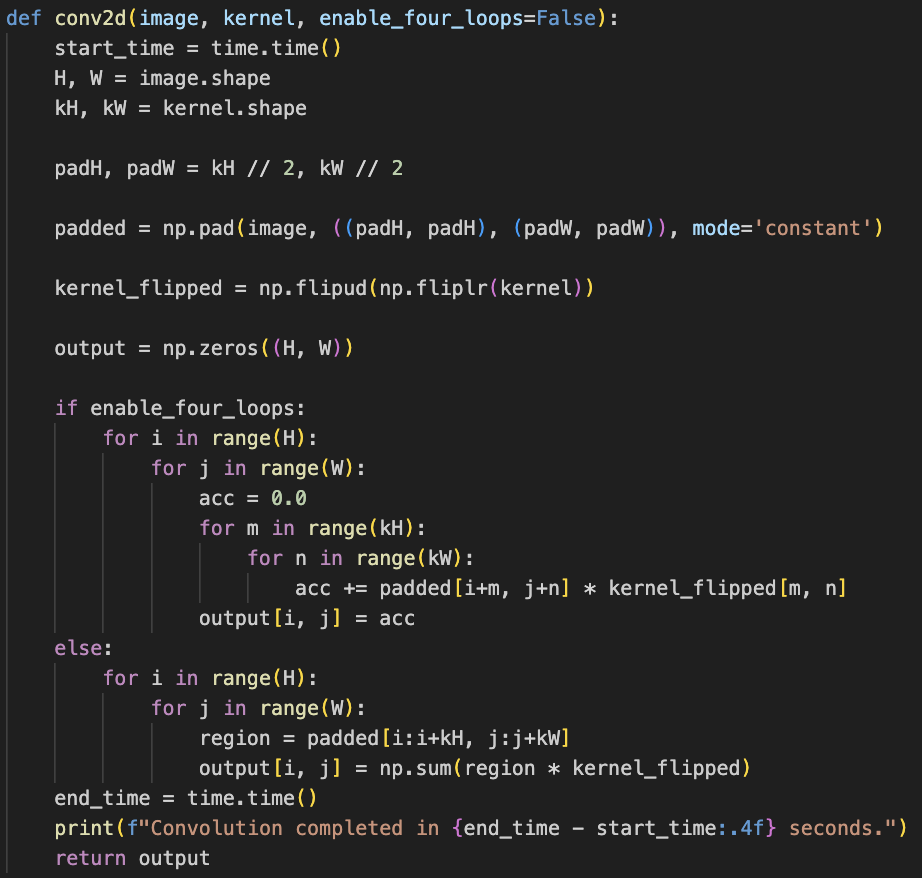 def conv2d(image, kernel, enable_four_loops=False):
    start_time = time.time()
    H, W = image.shape
    kH, kW = kernel.shape

    padH, padW = kH // 2, kW // 2

    padded = np.pad(image, ((padH, padH), (padW, padW)), mode='constant')

    kernel_flipped = np.flipud(np.fliplr(kernel))

    output = np.zeros((H, W))

    if enable_four_loops:
        for i in range(H):
            for j in range(W):
                acc = 0.0
                for m in range(kH):
                    for n in range(kW):
                        acc += padded[i+m, j+n] * kernel_flipped[m, n]
                output[i, j] = acc
    else:
        for i in range(H):
            for j in range(W):
                region = padded[i:i+kH, j:j+kW]
                output[i, j] = np.sum(region * kernel_flipped)
    end_time = time.time()
    print(f"Convolution completed in {end_time - start_time:.4f} seconds.")
    return output